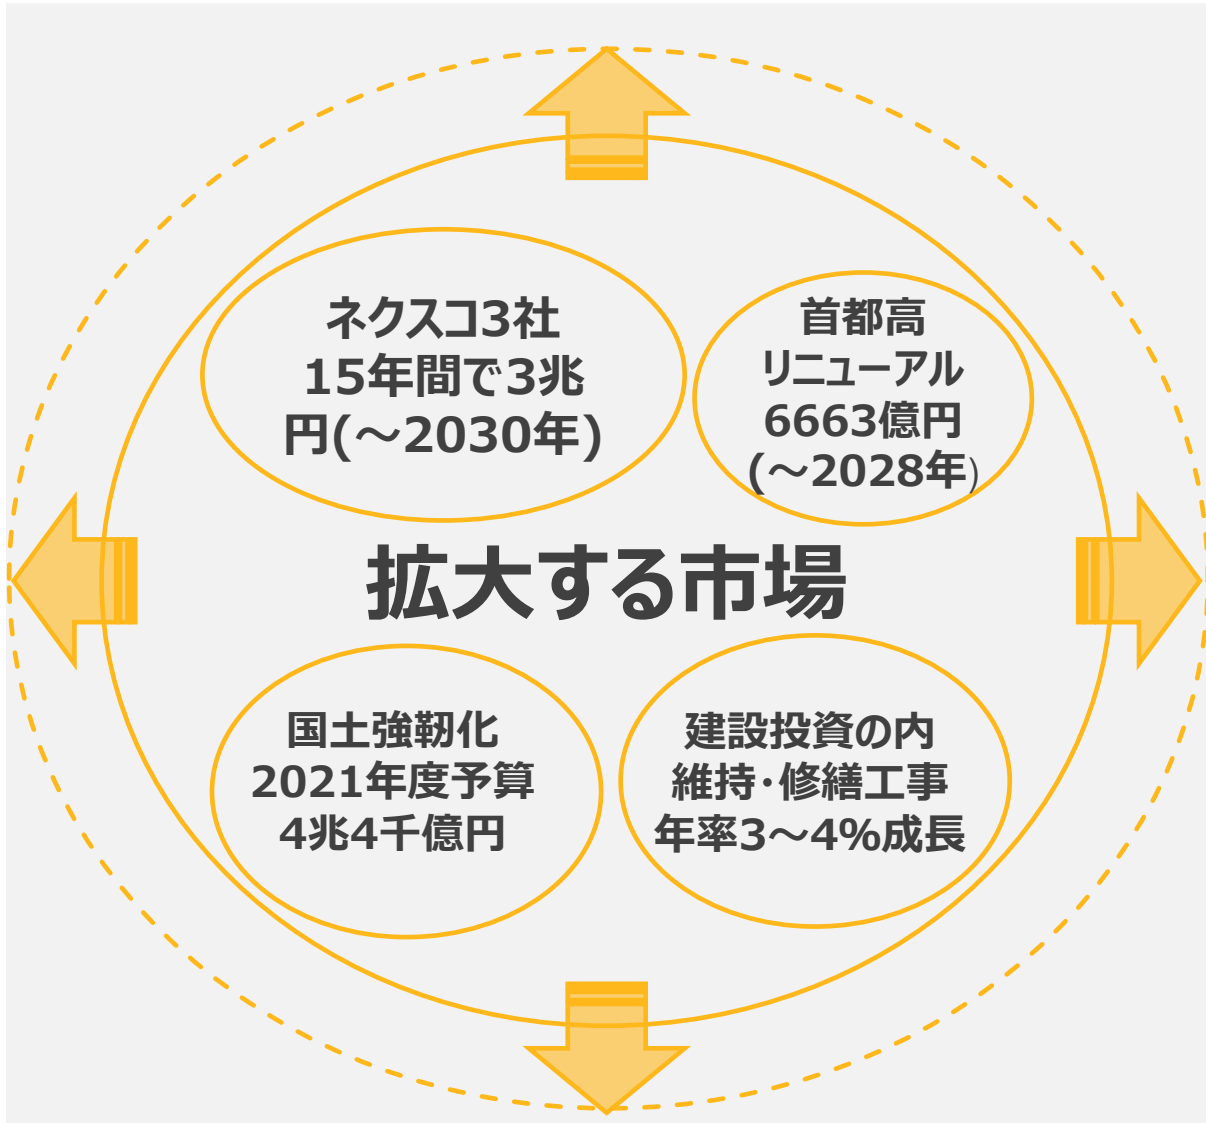 ネクスコ3社
15年間で3兆
円(～2030年)
首都高
リニューアル
6663億円
(～2028年)
拡大する市場
国土強靭化
2021年度予算
4兆4千億円
建設投資の内
維持・修繕工事
年率3～4%成長